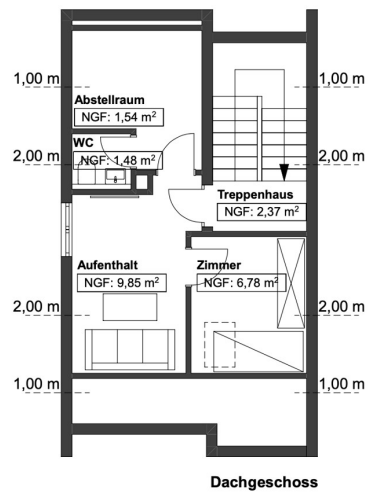 1,00 m
1,00 m
Abstellraum
NGF: 1,54 m²
WC
2,00 m
2,00 m
NGF: 1,48 m²
Treppenhaus
NGF: 2,37 m²
Aufenthalt
Zimmer
NGF: 9,85 m²
NGF: 6,78 m²
2,00 m
2,00 m
1,00 m
1,00 m
Dachgeschoss